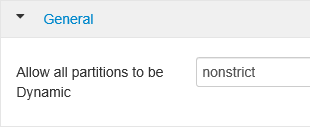 General
Allow all partitions to be
Dynamic
nonstrict